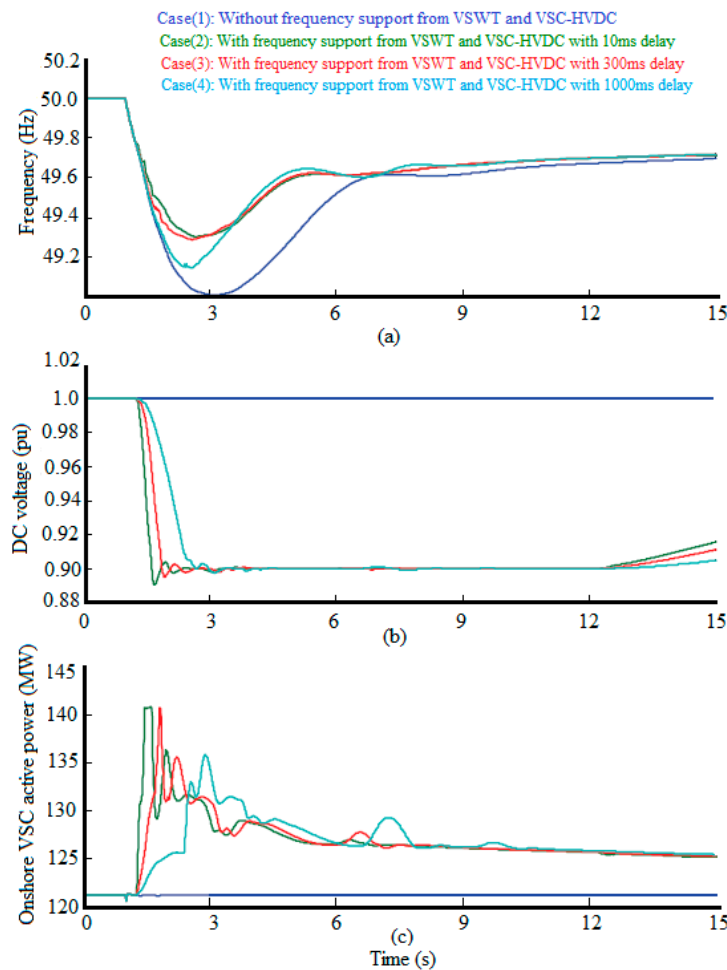 Case(1): Without frequency support from VSWT and VSC-HVDC
Case(2): With frequency support from VSWT and VSC-HVDC with 10ms delay
Case(3): With frequency support from VSWT and VSC-HVDC with 300ms delay
Case(4): With frequency support from VSWT and VSC-HVDC with 1000ms delay
50.2
50.0
49.8
49.6
49.4
49.2
Frequency (Hz)
0 3 6 9 12 15
(a)
1.02
1.0
0.98
0.96
0.94
0.92
0.90
0.88
DC voltage (pu)
0 3 6 9 12 15
(b)
145
140
135
130
125
120
Onshore VSC active power (MW)
0 3 6 9 12 15
(c)
Time (s)